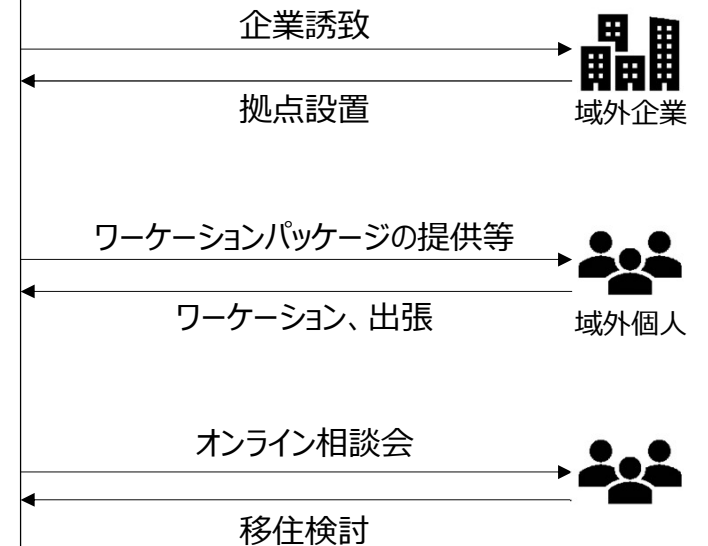 企業誘致
拠点設置
域外企業
ワーケーションパッケージの提供等
ワーケーション、出張
域外個人
オンライン相談会
移住検討